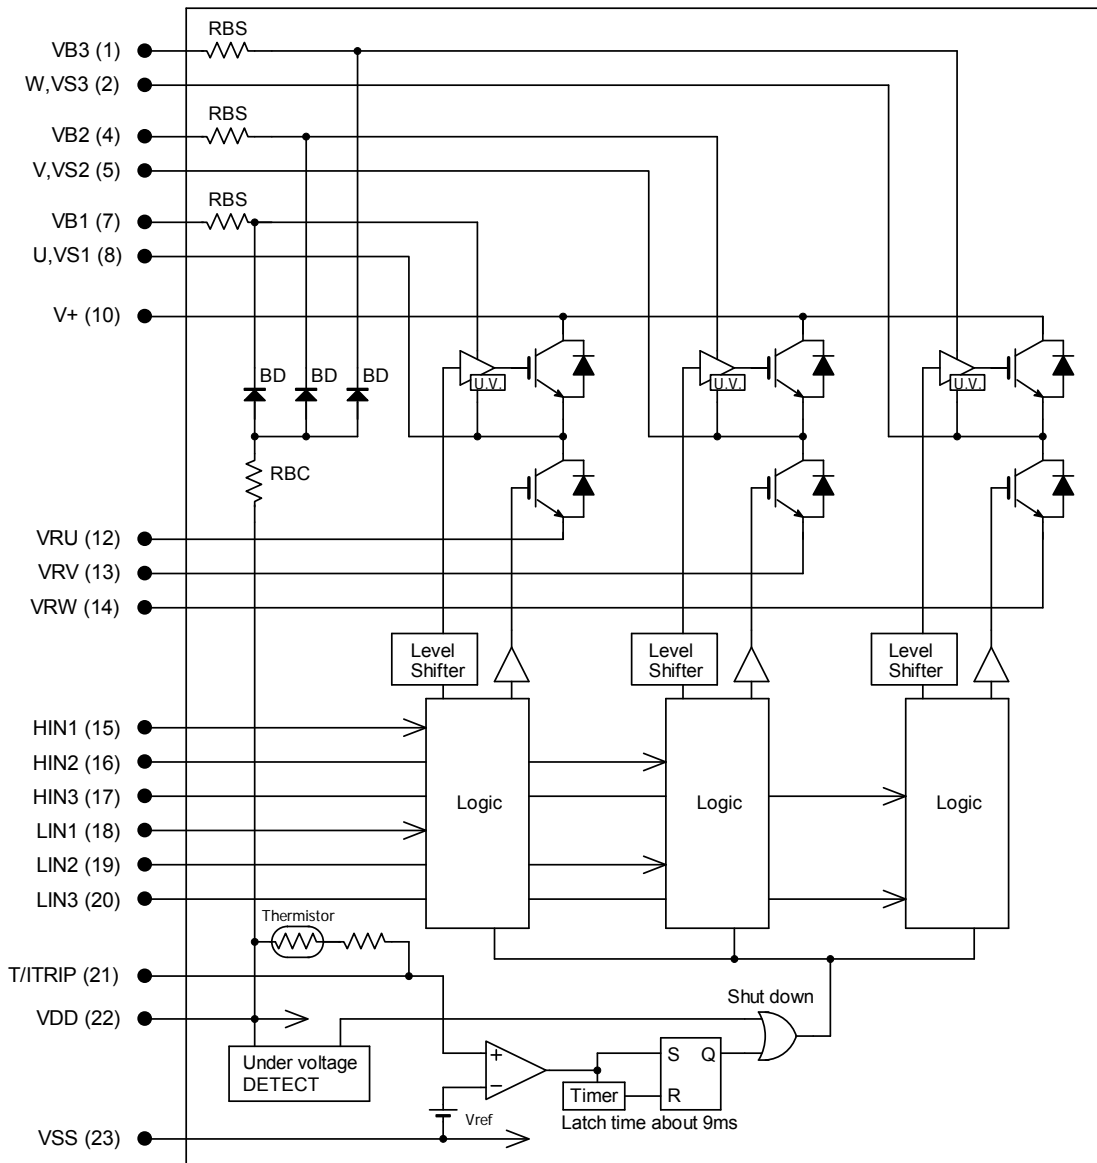 RBS
VB3 (1)
W,VS3 (2)
RBS
VB2 (4)
V,VS2 (5)
RBS
VB1 (7)
U,VS1 (8)
V+ (10)
BD
BD
BD
U.V.
U.V.
U.V.
RBC
VRU (12)
VRV (13)
VRW (14)
Level
Shifter
Level
Shifter
Level
Shifter
HIN1 (15)
HIN2 (16)
HIN3 (17)
LIN1 (18)
LIN2 (19)
LIN3 (20)
Logic
Logic
Logic
Thermistor
T/ITRIP (21)
VDD (22)
Shut down
Under voltage
DETECT
+
−
S Q
R
Timer
Vref
Latch time about 9ms
VSS (23)